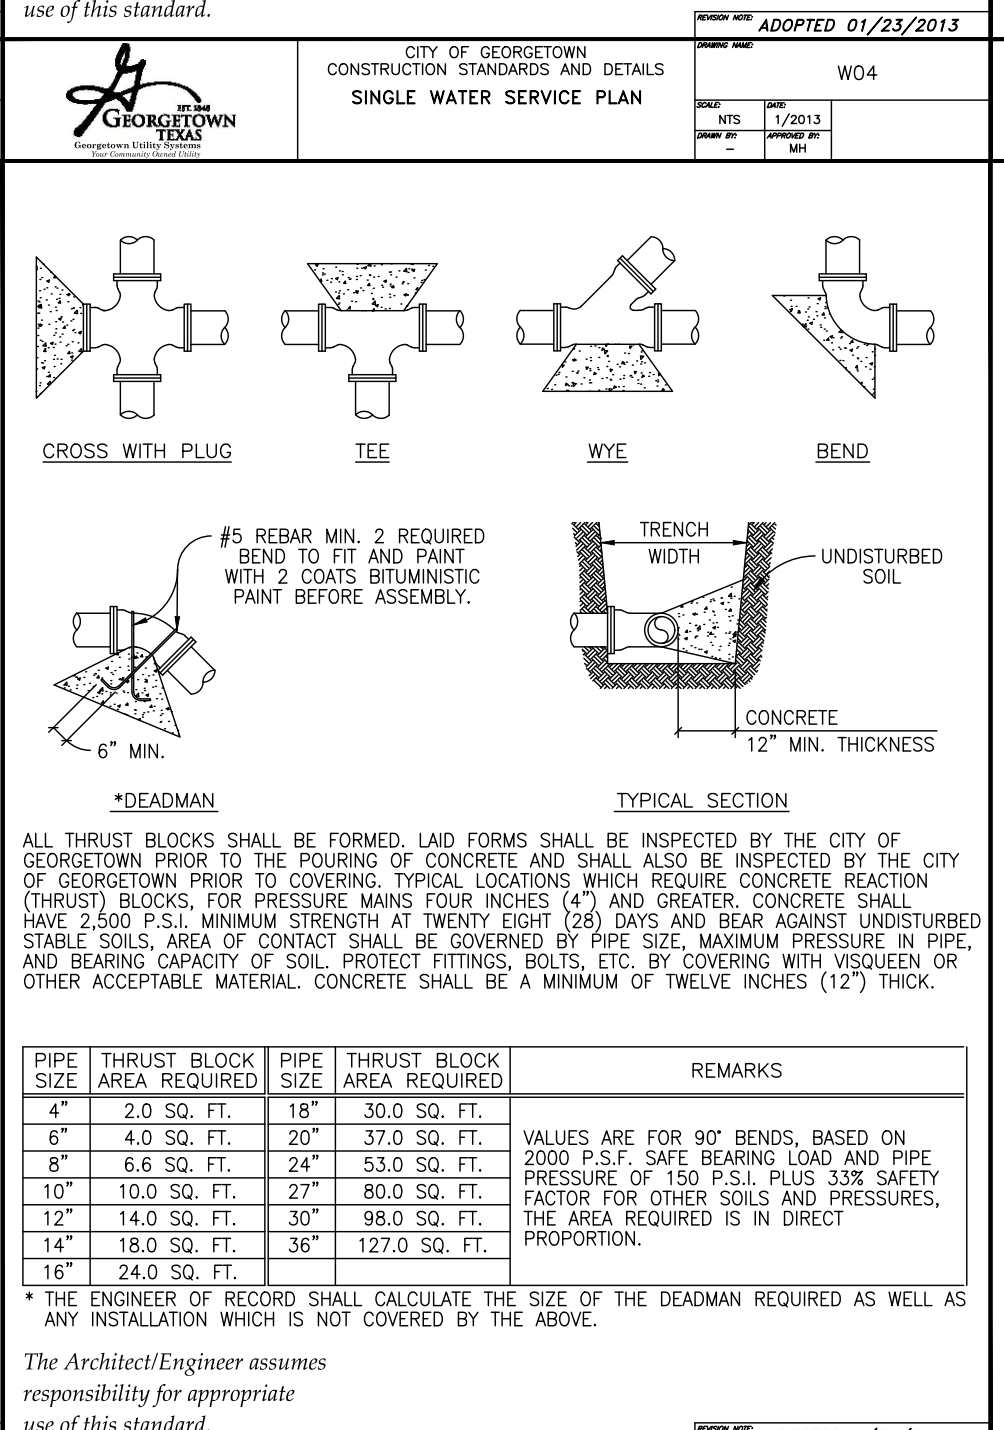 use of this standard.
REVISION NOTE:
ADOPTED 01/23/2013
GEORGETOWN
EST. 1848
TEXAS
Georgetown Utility Systems
Your Community Owned Utility
CITY OF GEORGETOWN
CONSTRUCTION STANDARDS AND DETAILS
SINGLE WATER SERVICE PLAN
DRAWING NAME:
W04
SCALE:
NTS
DATE:
1/2013
DRAWN BY:
–
APPROVED BY:
MH
CROSS WITH PLUG
TEE
WYE
BEND
#5 REBAR MIN. 2 REQUIRED
BEND TO FIT AND PAINT
WITH 2 COATS BITUMINISTIC
PAINT BEFORE ASSEMBLY.
6" MIN.
*DEADMAN
TRENCH
WIDTH
UNDISTURBED
SOIL
CONCRETE
12" MIN. THICKNESS
TYPICAL SECTION
ALL THRUST BLOCKS SHALL BE FORMED. LAID FORMS SHALL BE INSPECTED BY THE CITY OF
GEORGETOWN PRIOR TO THE POURING OF CONCRETE AND SHALL ALSO BE INSPECTED BY THE CITY
OF GEORGETOWN PRIOR TO COVERING. TYPICAL LOCATIONS WHICH REQUIRE CONCRETE REACTION
(THRUST) BLOCKS, FOR PRESSURE MAINS FOUR INCHES (4") AND GREATER. CONCRETE SHALL
HAVE 2,500 P.S.I. MINIMUM STRENGTH AT TWENTY EIGHT (28) DAYS AND BEAR AGAINST UNDISTURBED
STABLE SOILS, AREA OF CONTACT SHALL BE GOVERNED BY PIPE SIZE, MAXIMUM PRESSURE IN PIPE,
AND BEARING CAPACITY OF SOIL. PROTECT FITTINGS, BOLTS, ETC. BY COVERING WITH VISQUEEN OR
OTHER ACCEPTABLE MATERIAL. CONCRETE SHALL BE A MINIMUM OF TWELVE INCHES (12") THICK.
PIPE SIZE THRUST BLOCK AREA REQUIRED PIPE SIZE THRUST BLOCK AREA REQUIRED REMARKS
4" 2.0 SQ. FT. 18" 30.0 SQ. FT.
6" 4.0 SQ. FT. 20" 37.0 SQ. FT.
8" 6.6 SQ. FT. 24" 53.0 SQ. FT.
10" 10.0 SQ. FT. 27" 80.0 SQ. FT.
12" 14.0 SQ. FT. 30" 98.0 SQ. FT.
14" 18.0 SQ. FT. 36" 127.0 SQ. FT.
16" 24.0 SQ. FT.
VALUES ARE FOR 90° BENDS, BASED ON
2000 P.S.F. SAFE BEARING LOAD AND PIPE
PRESSURE OF 150 P.S.I. PLUS 33% SAFETY
FACTOR FOR OTHER SOILS AND PRESSURES,
THE AREA REQUIRED IS IN DIRECT
PROPORTION.
* THE ENGINEER OF RECORD SHALL CALCULATE THE SIZE OF THE DEADMAN REQUIRED AS WELL AS
ANY INSTALLATION WHICH IS NOT COVERED BY THE ABOVE.
The Architect/Engineer assumes
responsibility for appropriate
use of this standard.
REVISION NOTE: